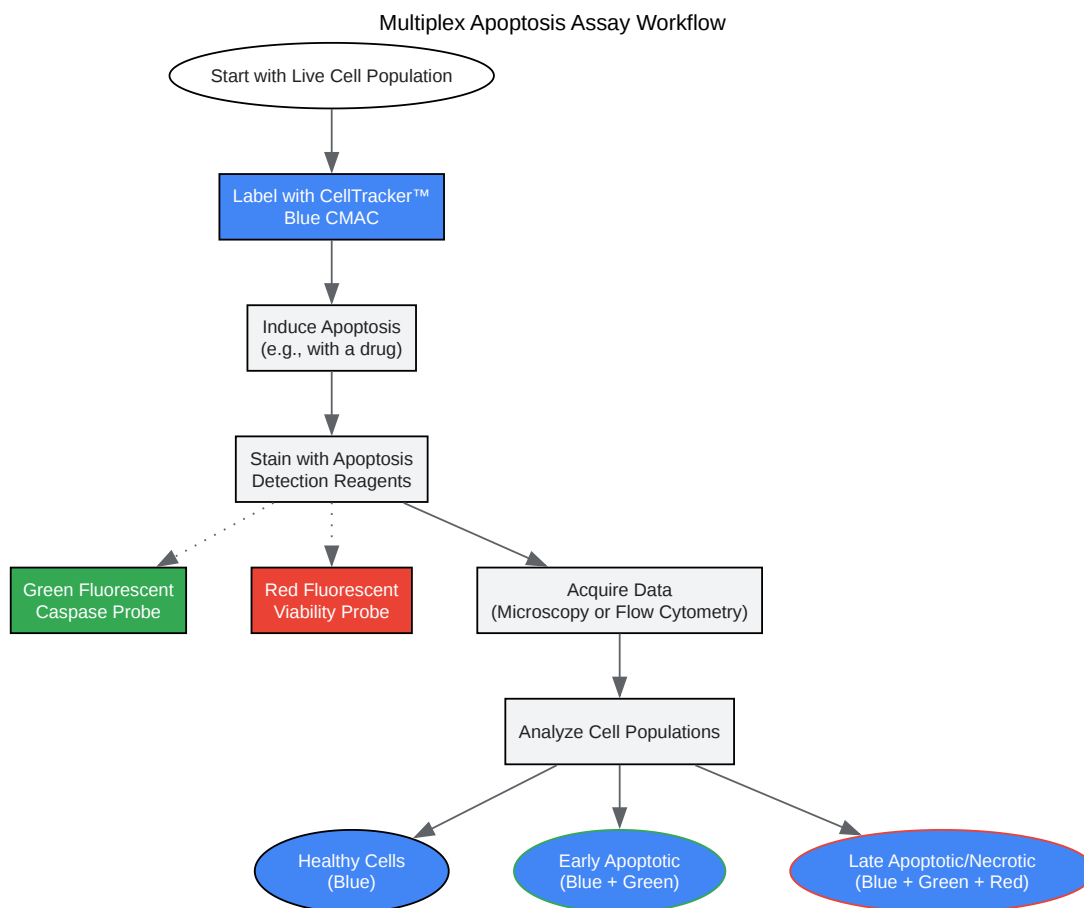 Multiplex Apoptosis Assay Workflow
Start with Live Cell Population
Label with CellTracker™
Blue CMAC
Induce Apoptosis
(e.g., with a drug)
Stain with Apoptosis
Detection Reagents
Green Fluorescent
Caspase Probe
Red Fluorescent
Viability Probe
Acquire Data
(Microscopy or Flow Cytometry)
Analyze Cell Populations
Healthy Cells
(Blue)
Early Apoptotic
(Blue + Green)
Late Apoptotic/Necrotic
(Blue + Green + Red)